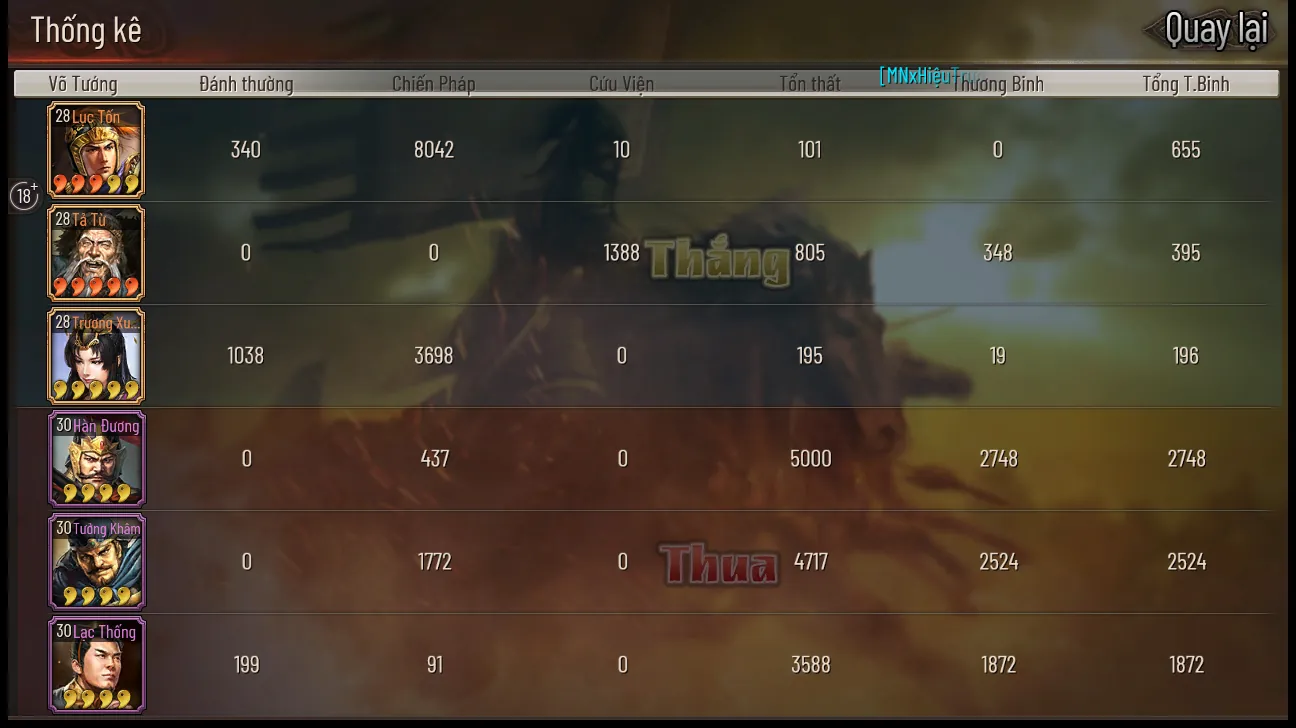 Thống kê
Quay lại
Võ Tướng Đánh thường Chiến Pháp Cứu Viện Tổn thất [MNxHiệuTru Thương Binh Tổng T.Binh
28 Lục Tốn
340 8042 10 101 0 655
18+
28 Tả Từ
0 0 1388 Thắng 805 348 395
28 Trương Xu...
1038 3698 0 195 19 196
30 Hàn Đương
0 437 0 5000 2748 2748
30 Tưởng Khâm
0 1772 0 Thua 4717 2524 2524
30 Lạc Thống
199 91 0 3588 1872 1872